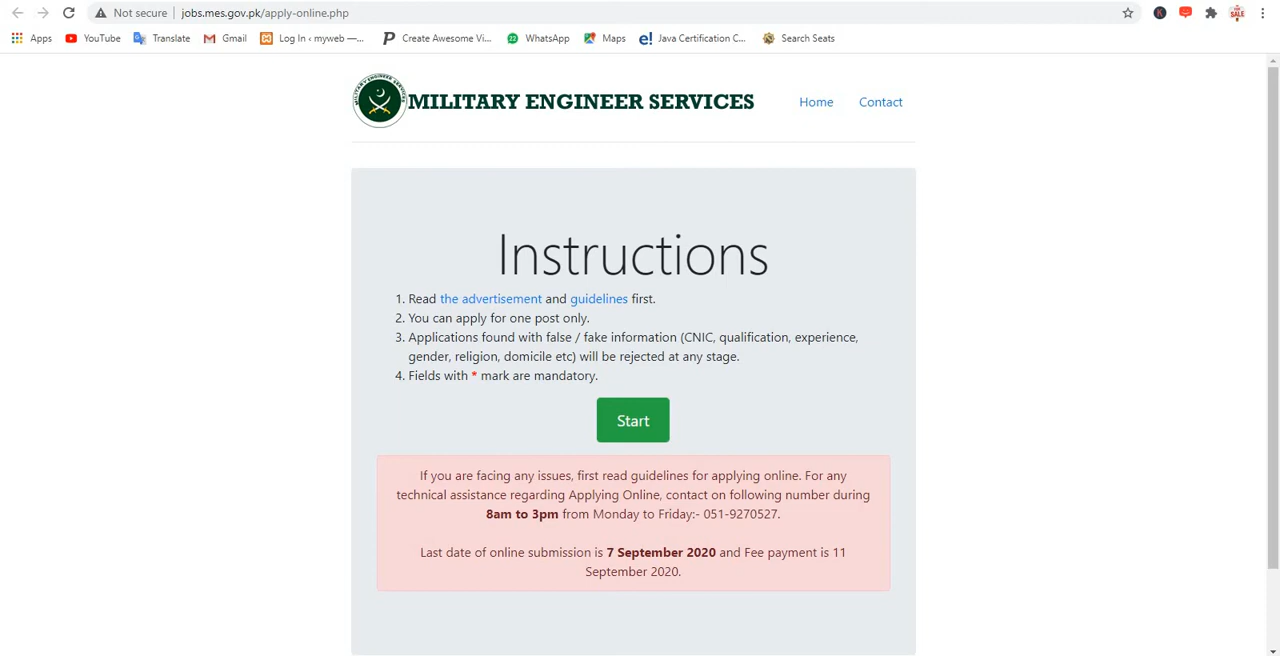 Not secure | jobs.mes.gov.pk/apply-online.php
Apps YouTube Translate Gmail Log In ‹ myweb —... Create Awesome Vi... WhatsApp Maps Java Certification C... Search Seats
MILITARY ENGINEER SERVICES Home Contact
Instructions
1. Read the advertisement and guidelines first.
2. You can apply for one post only.
3. Applications found with false / fake information (CNIC, qualification, experience,
gender, religion, domicile etc) will be rejected at any stage.
4. Fields with * mark are mandatory.
Start
If you are facing any issues, first read guidelines for applying online. For any
technical assistance regarding Applying Online, contact on following number during
8am to 3pm from Monday to Friday:- 051-9270527.
Last date of online submission is 7 September 2020 and Fee payment is 11
September 2020.